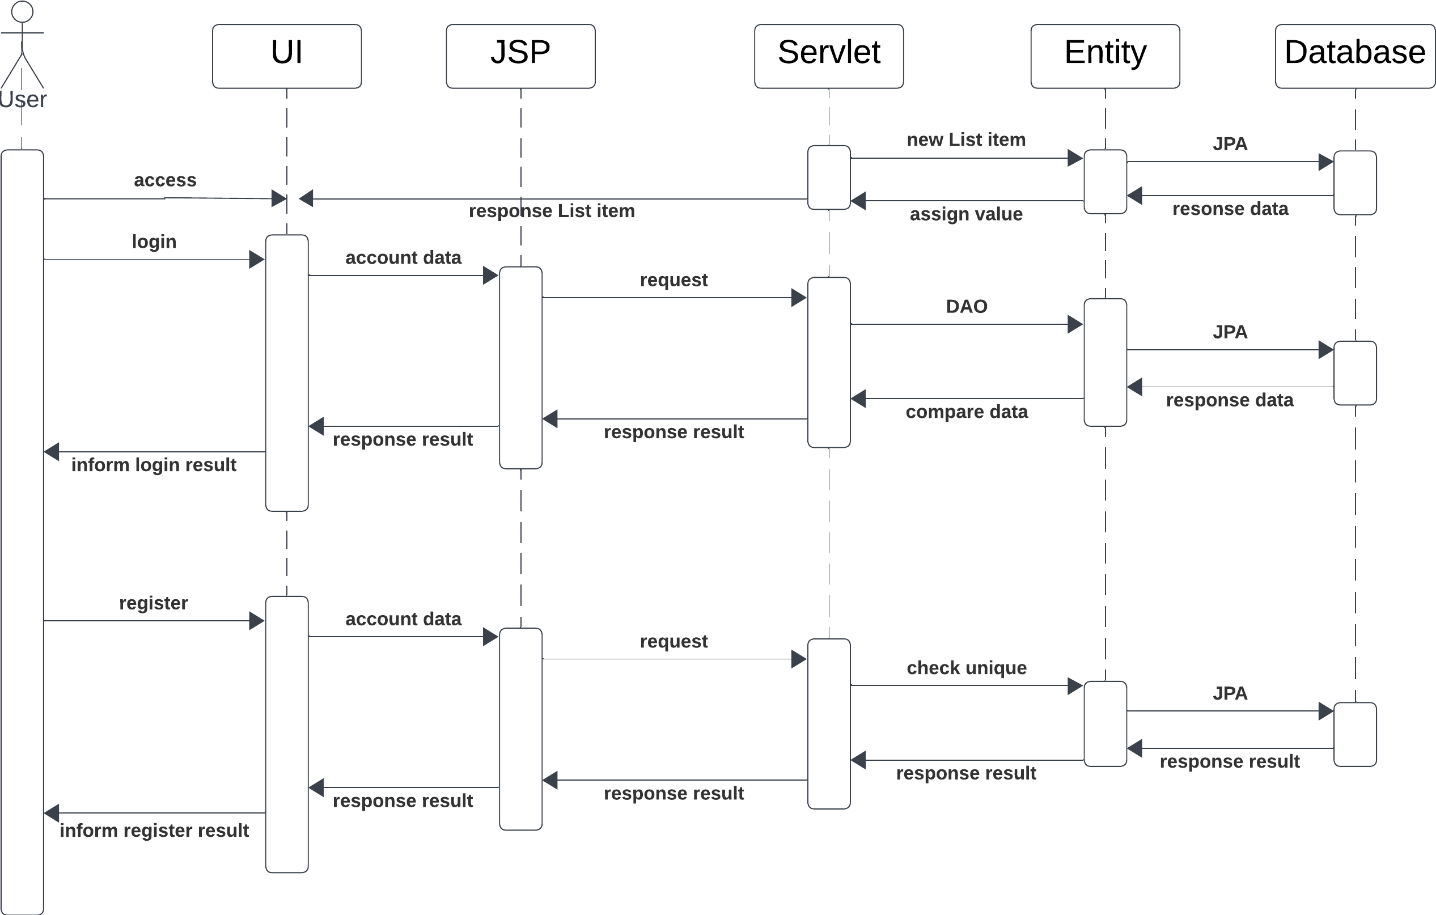 User
UI
JSP
Servlet
Entity
Database
new List item
JPA
access
response List item
assign value
resonse data
login
account data
request
DAO
JPA
response data
compare data
response result
response result
inform login result
register
account data
request
check unique
JPA
response result
response result
response result
response result
inform register result